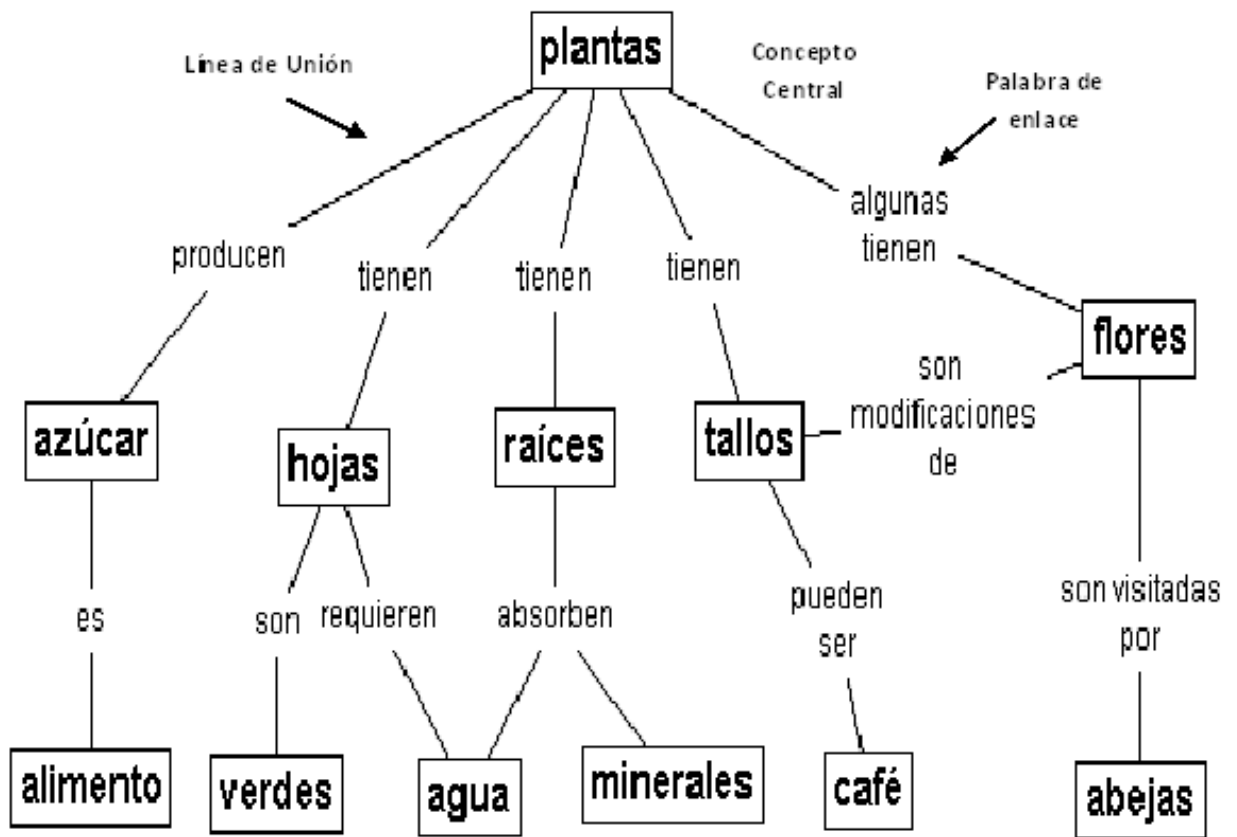 plantas
Línea de Unión
Concepto
Central
Palabra de
enlace
algunas
tienen
producen
tienen
tienen
tienen
flores
son
modificaciones
de
azúcar
hojas
raíces
tallos
es
son
requieren
absorben
pueden
ser
son visitadas
por
alimento
verdes
agua
minerales
café
abejas